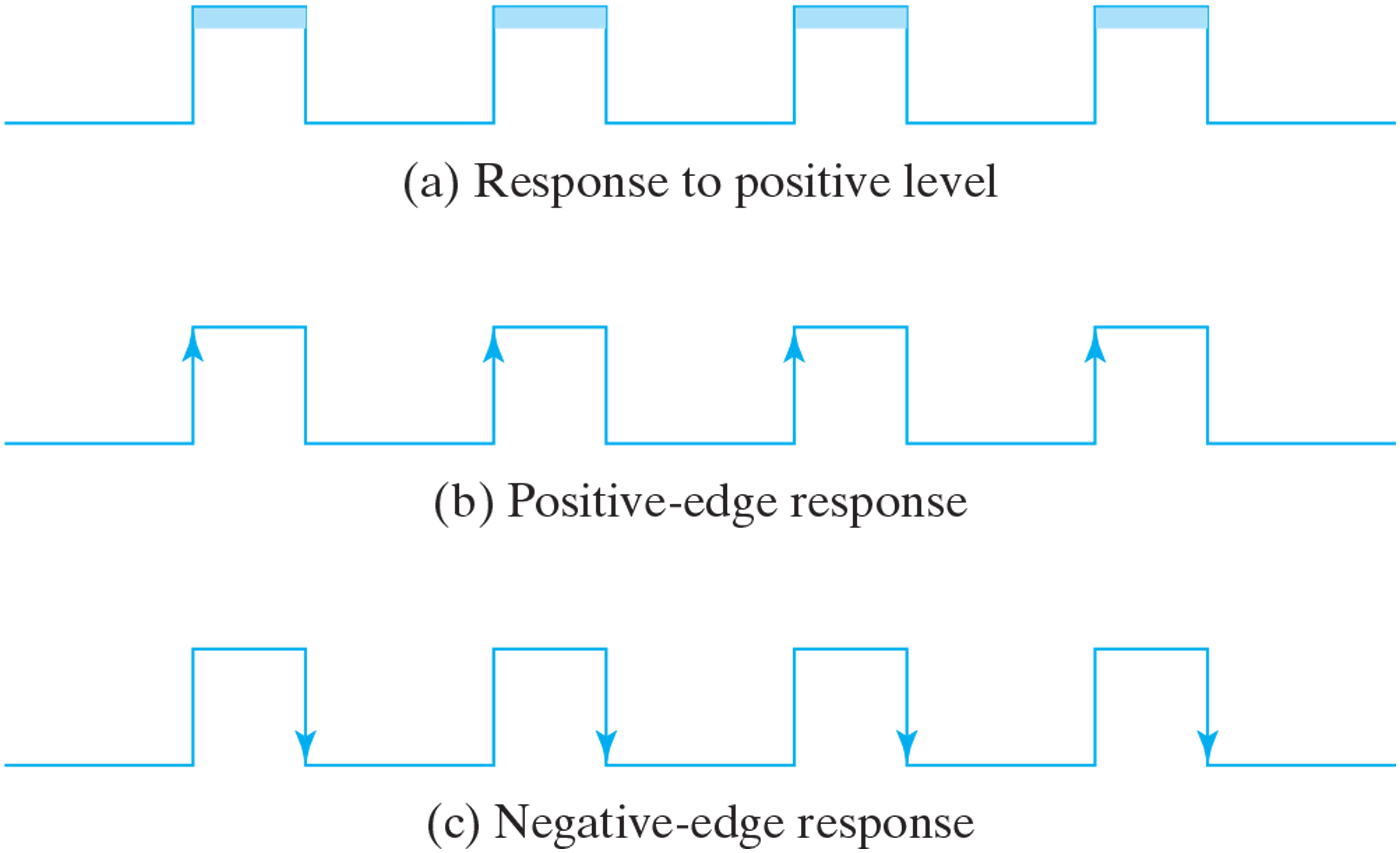 (a) Response to positive level
(b) Positive-edge response
(c) Negative-edge response